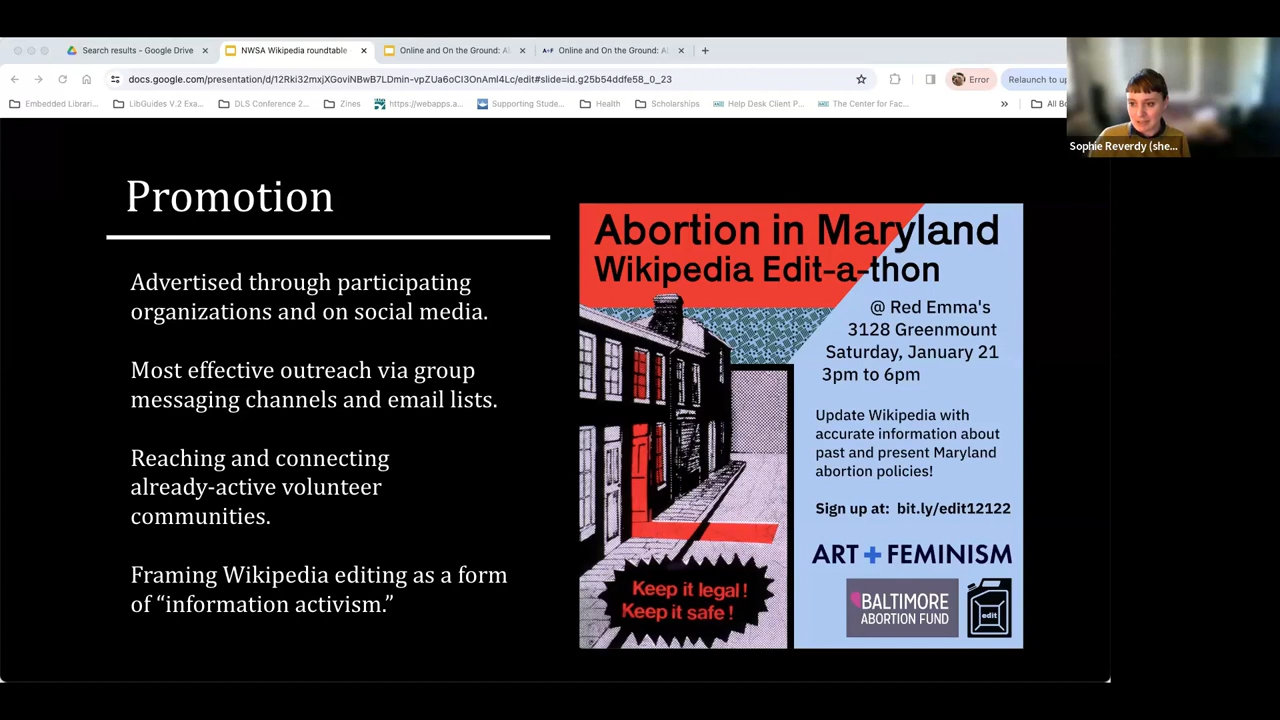 Search results - Google Drive
NWSA Wikipedia roundtable
Online and On the Ground: A
Online and On the Ground: A
docs.google.com/presentation/d/12Rki32mxjXGoviNBwB7LDmin-vpZUa6oCI3OnAmI4Lc/edit#slide=id.g25b54ddfe58_0_23
Error
Relaunch to up
Embedded Librari...
LibGuides V.2 Exa...
DLS Conference 2...
Zines
https://webapps.a...
Supporting Stude...
Health
Scholarships
Help Desk Client P...
The Center for Fac...
»
All Bo
Sophie Reverdy (she...
Promotion
Advertised through participating
organizations and on social media.
Most effective outreach via group
messaging channels and email lists.
Reaching and connecting
already-active volunteer
communities.
Framing Wikipedia editing as a form
of “information activism.”
Abortion in Maryland
Wikipedia Edit-a-thon
@ Red Emma's
3128 Greenmount
Saturday, January 21
3pm to 6pm
Update Wikipedia with
accurate information about
past and present Maryland
abortion policies!
Sign up at: bit.ly/edit12122
ART + FEMINISM
BALTIMORE
ABORTION FUND
edit
Keep it legal!
Keep it safe!